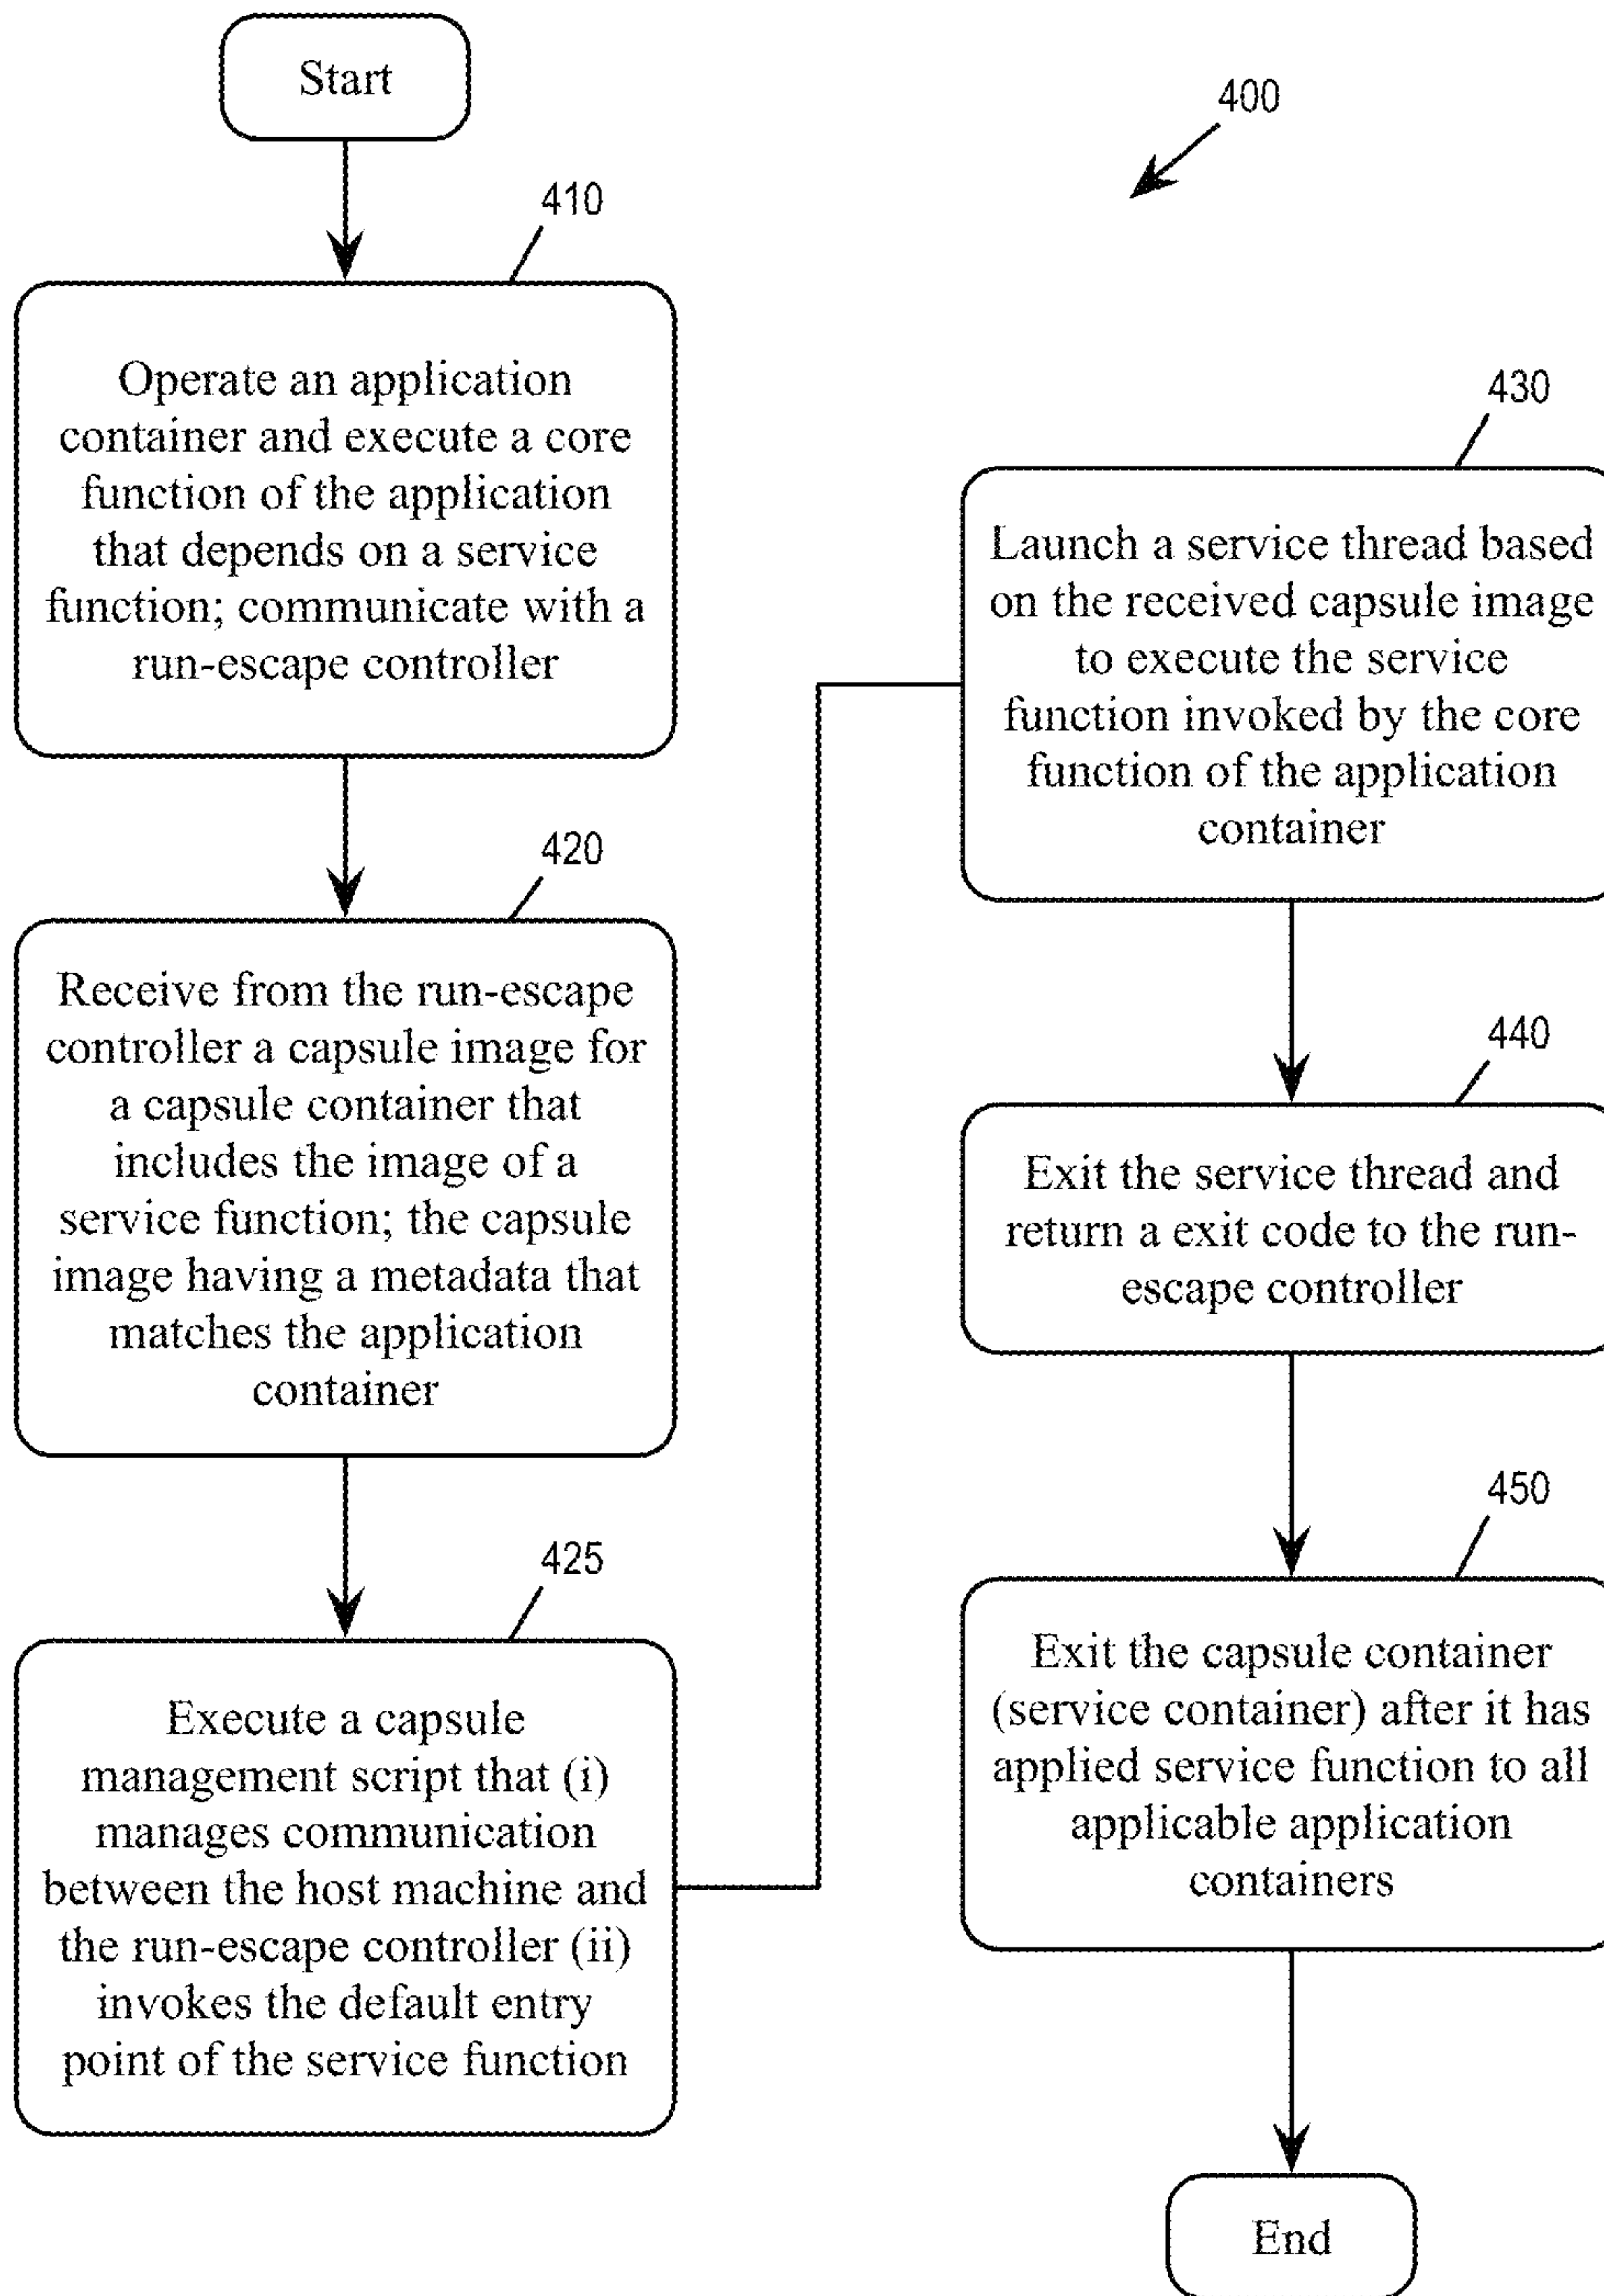 Start
400
410
Operate an application
container and execute a core
function of the application
that depends on a service
function; communicate with a
run-escape controller
420
Receive from the run-escape
controller a capsule image for
a capsule container that
includes the image of a
service function; the capsule
image having a metadata that
matches the application
container
425
Execute a capsule
management script that (i)
manages communication
between the host machine and
the run-escape controller (ii)
invokes the default entry
point of the service function
430
Launch a service thread based
on the received capsule image
to execute the service
function invoked by the core
function of the application
container
440
Exit the service thread and
return a exit code to the run-
escape controller
450
Exit the capsule container
(service container) after it has
applied service function to all
applicable application
containers
End